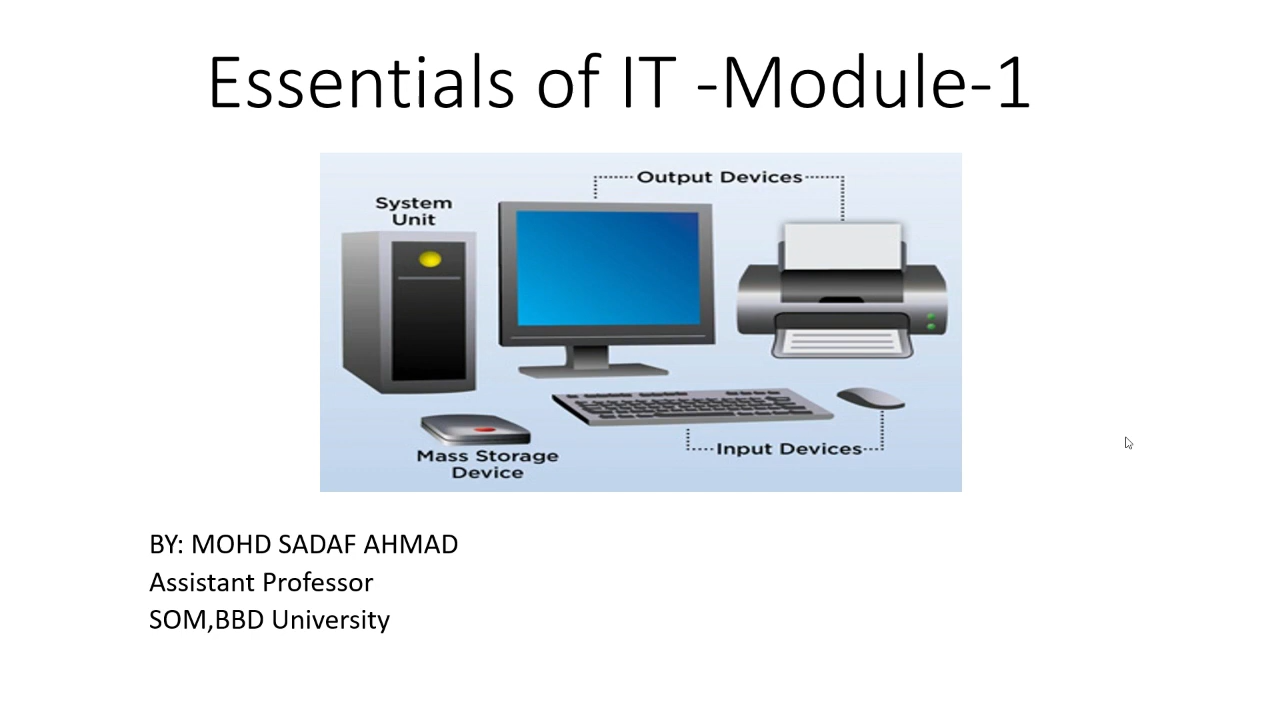 Essentials of IT -Module-1
Output Devices
System
Unit
Mass Storage
Device
Input Devices
BY: MOHD SADAF AHMAD
Assistant Professor
SOM,BBD University